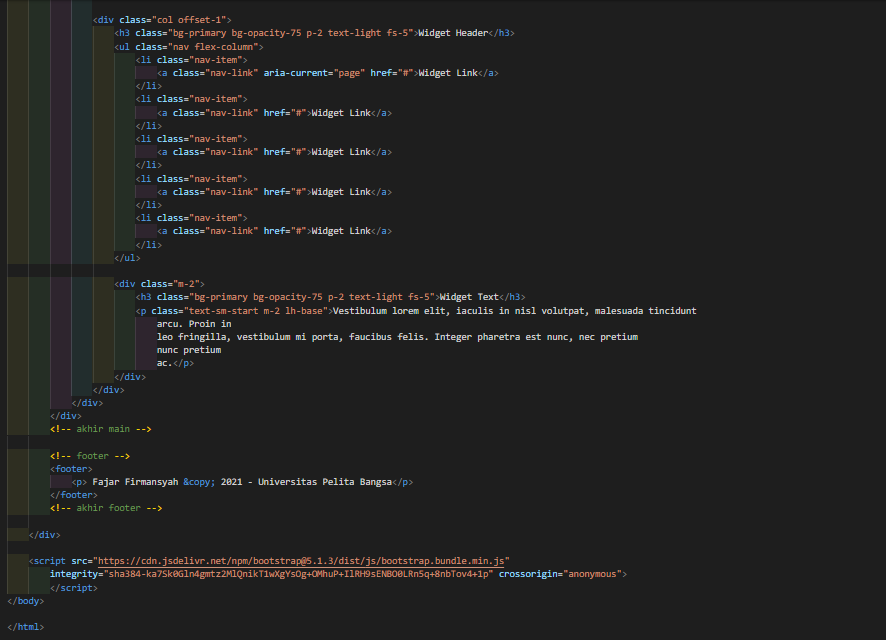 <div class="col offset-1">
<h3 class="bg-primary bg-opacity-75 p-2 text-light fs-5">Widget Header</h3>
<ul class="nav flex-column">
<li class="nav-item">
<a class="nav-link" aria-current="page" href="#">Widget Link</a>
</li>
<li class="nav-item">
<a class="nav-link" href="#">Widget Link</a>
</li>
<li class="nav-item">
<a class="nav-link" href="#">Widget Link</a>
</li>
<li class="nav-item">
<a class="nav-link" href="#">Widget Link</a>
</li>
<li class="nav-item">
<a class="nav-link" href="#">Widget Link</a>
</li>
</ul>
<div class="m-2">
<h3 class="bg-primary bg-opacity-75 p-2 text-light fs-5">Widget Text</h3>
<p class="text-sm-start m-2 lh-base">Vestibulum lorem elit, iaculis in nisl volutpat, malesuada tincidunt
arcu. Proin in
leo fringilla, vestibulum mi porta, faucibus felis. Integer pharetra est nunc, nec pretium
nunc pretium
ac.</p>
</div>
</div>
</div>
</div>
<!-- akhir main -->
<!-- footer -->
<footer>
<p> Fajar Firmansyah &copy; 2021 - Universitas Pelita Bangsa</p>
</footer>
<!-- akhir footer -->
</div>
<script src="https://cdn.jsdelivr.net/npm/bootstrap@5.1.3/dist/js/bootstrap.bundle.min.js"
integrity="sha384-ka7Sk0Gln4gmtz2MlQnikT1wXgYsOg+OMhuP+IlRH9sENBO0LRn5q+8nbTov4+1p" crossorigin="anonymous">
</script>
</body>
</html>